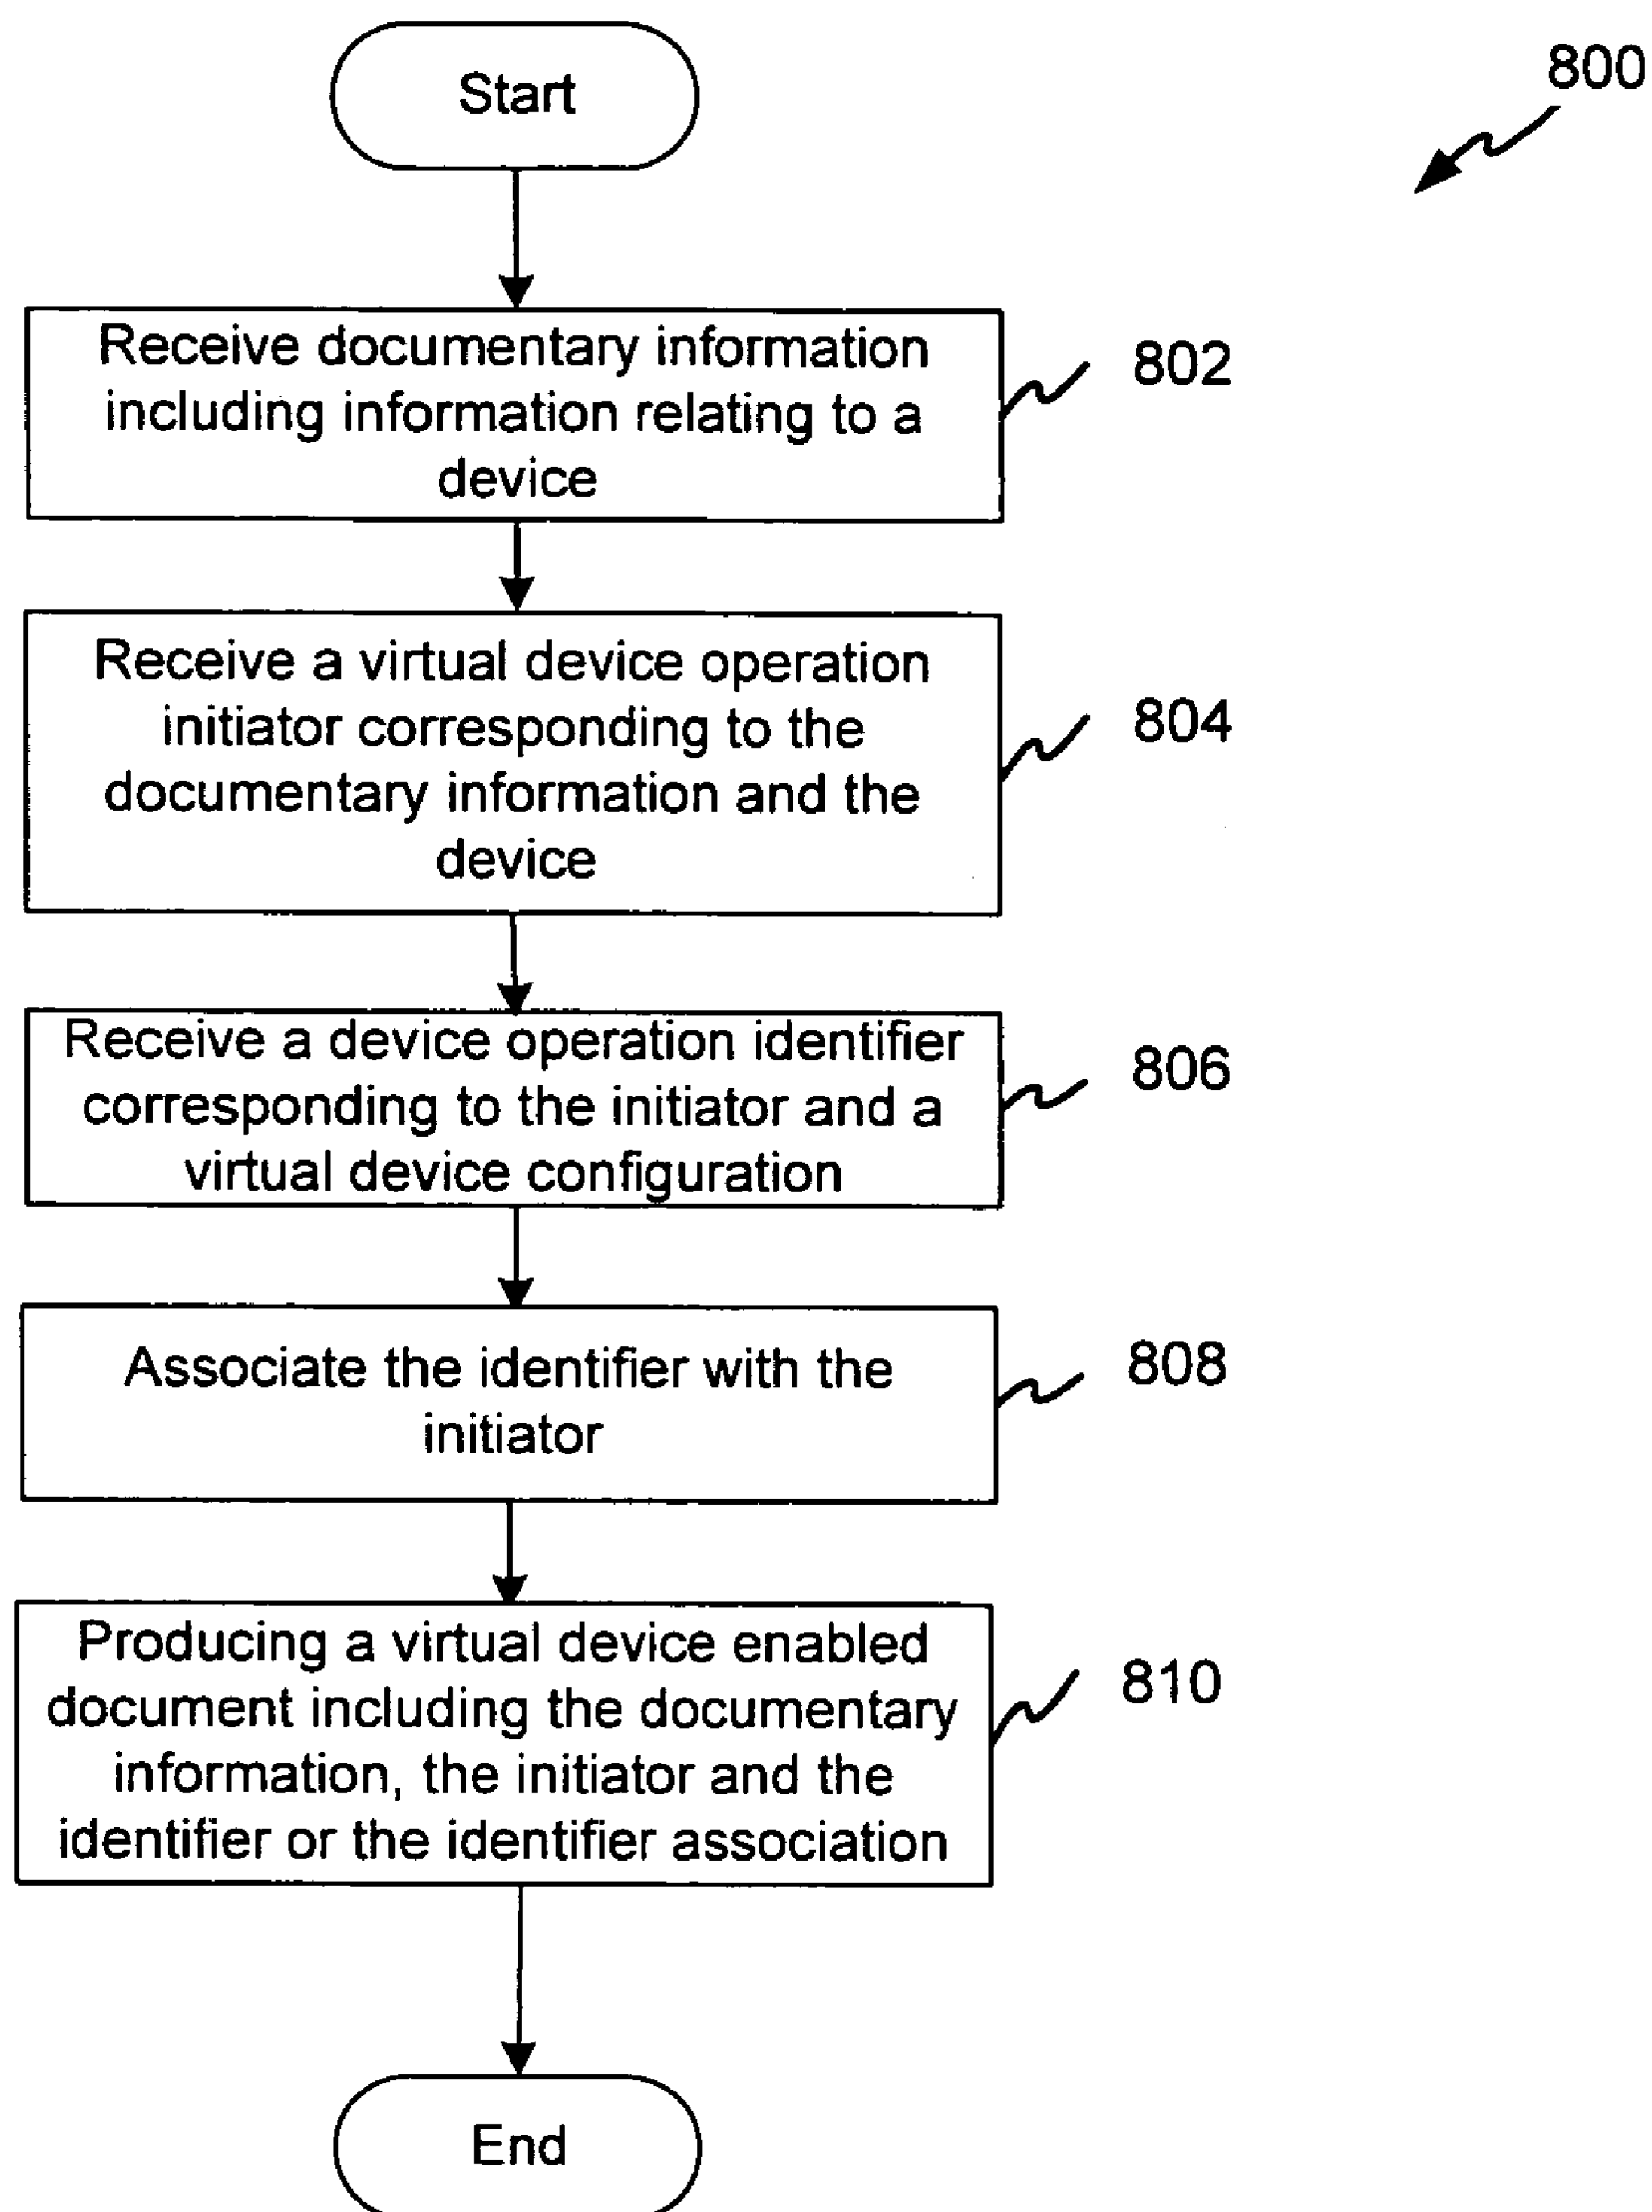 Start
800
Receive documentary information
including information relating to a
device
802
Receive a virtual device operation
initiator corresponding to the
documentary information and the
device
804
Receive a device operation identifier
corresponding to the initiator and a
virtual device configuration
806
Associate the identifier with the
initiator
808
Producing a virtual device enabled
document including the documentary
information, the initiator and the
identifier or the identifier association
810
End